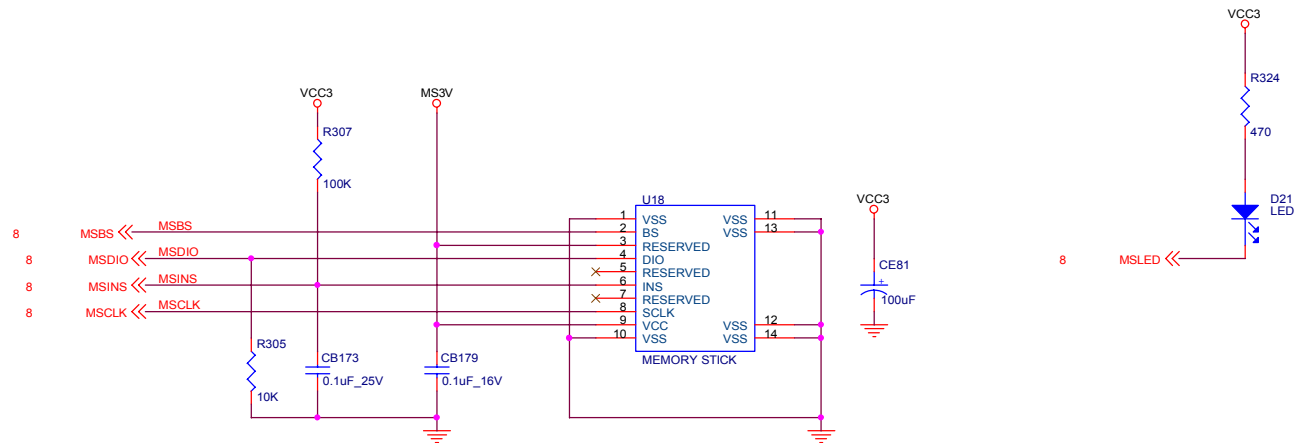 VCC3
R324
470
D21
LED
8 MSLED
VCC3
R307
100K
MS3V
8 MSBS MSBS
8 MSDIO MSDIO
8 MSINS MSINS
8 MSCLK MSCLK
R305
10K
CB173
0.1uF_25V
CB179
0.1uF_16V
U18
1 VSS VSS 11
2 BS VSS 13
3 RESERVED
4 DIO
5 RESERVED
6 INS
7 RESERVED
8 SCLK
9 VCC VSS 12
10 VSS VSS 14
MEMORY STICK
VCC3
CE81
+
100uF